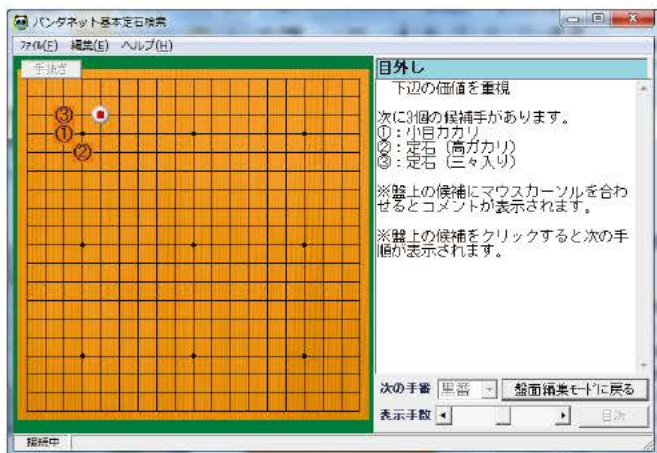 パンダネット基本定石検索
ファイル(F) 編集(E) ヘルプ(H)
手抜き
③
①
②
目外し
下辺の価値を重視
次に3個の候補手があります。
①：小目カカリ
②：定石（高ガカリ）
③：定石（三々入り）
※盤上の候補にマウスカーソルを合わ
せるとコメントが表示されます。
※盤上の候補をクリックすると次の手
順が表示されます。
次の手番 黒番 盤面編集モードに戻る
表示手数 目次
接続中